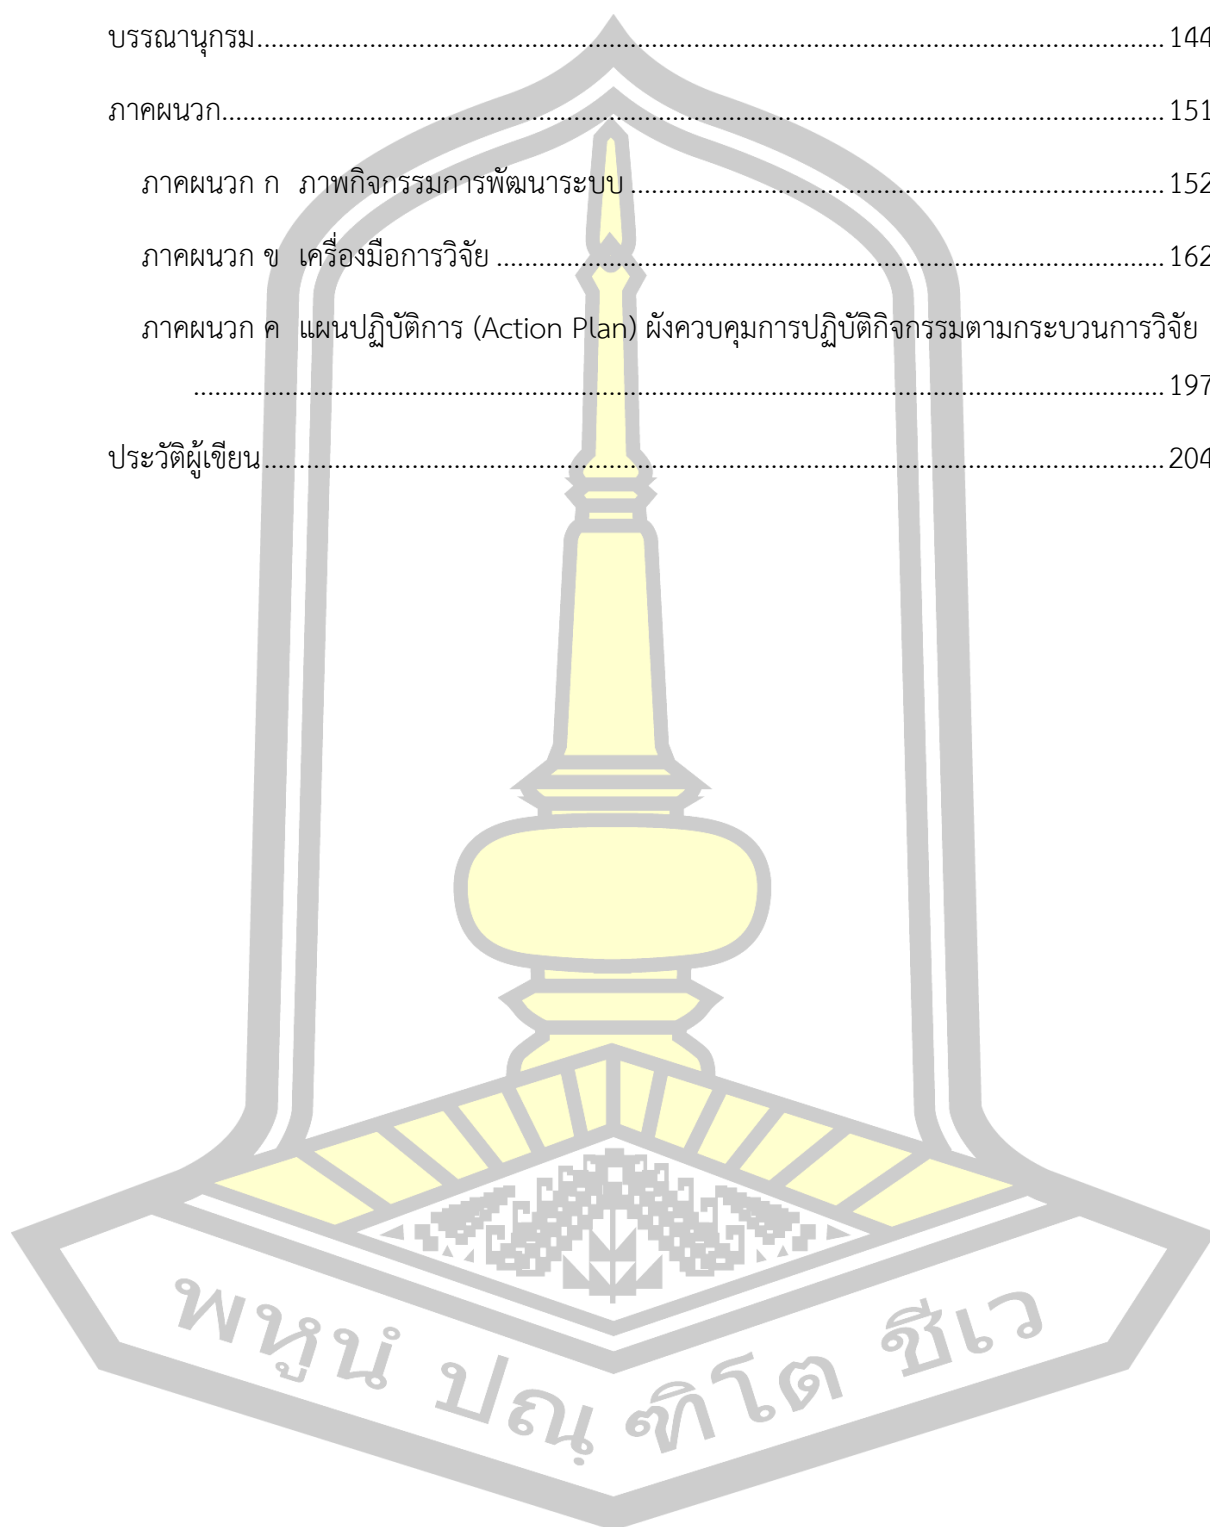 บรรณานุกรม.......................................................................................................................... 144
ภาคผนวก............................................................................................................................... 151
ภาคผนวก ก ภาพกิจกรรมการพัฒนาระบบ .......................................................................... 152
ภาคผนวก ข เครื่องมือการวิจัย ............................................................................................. 162
ภาคผนวก ค แผนปฏิบัติการ (Action Plan) ผังควบคุมการปฏิบัติกิจกรรมตามกระบวนการวิจัย
....................................................................................................................................... 197
ประวัติผู้เขียน.......................................................................................................................... 204
พหูนํ ปณฺฑิโต ชีเว